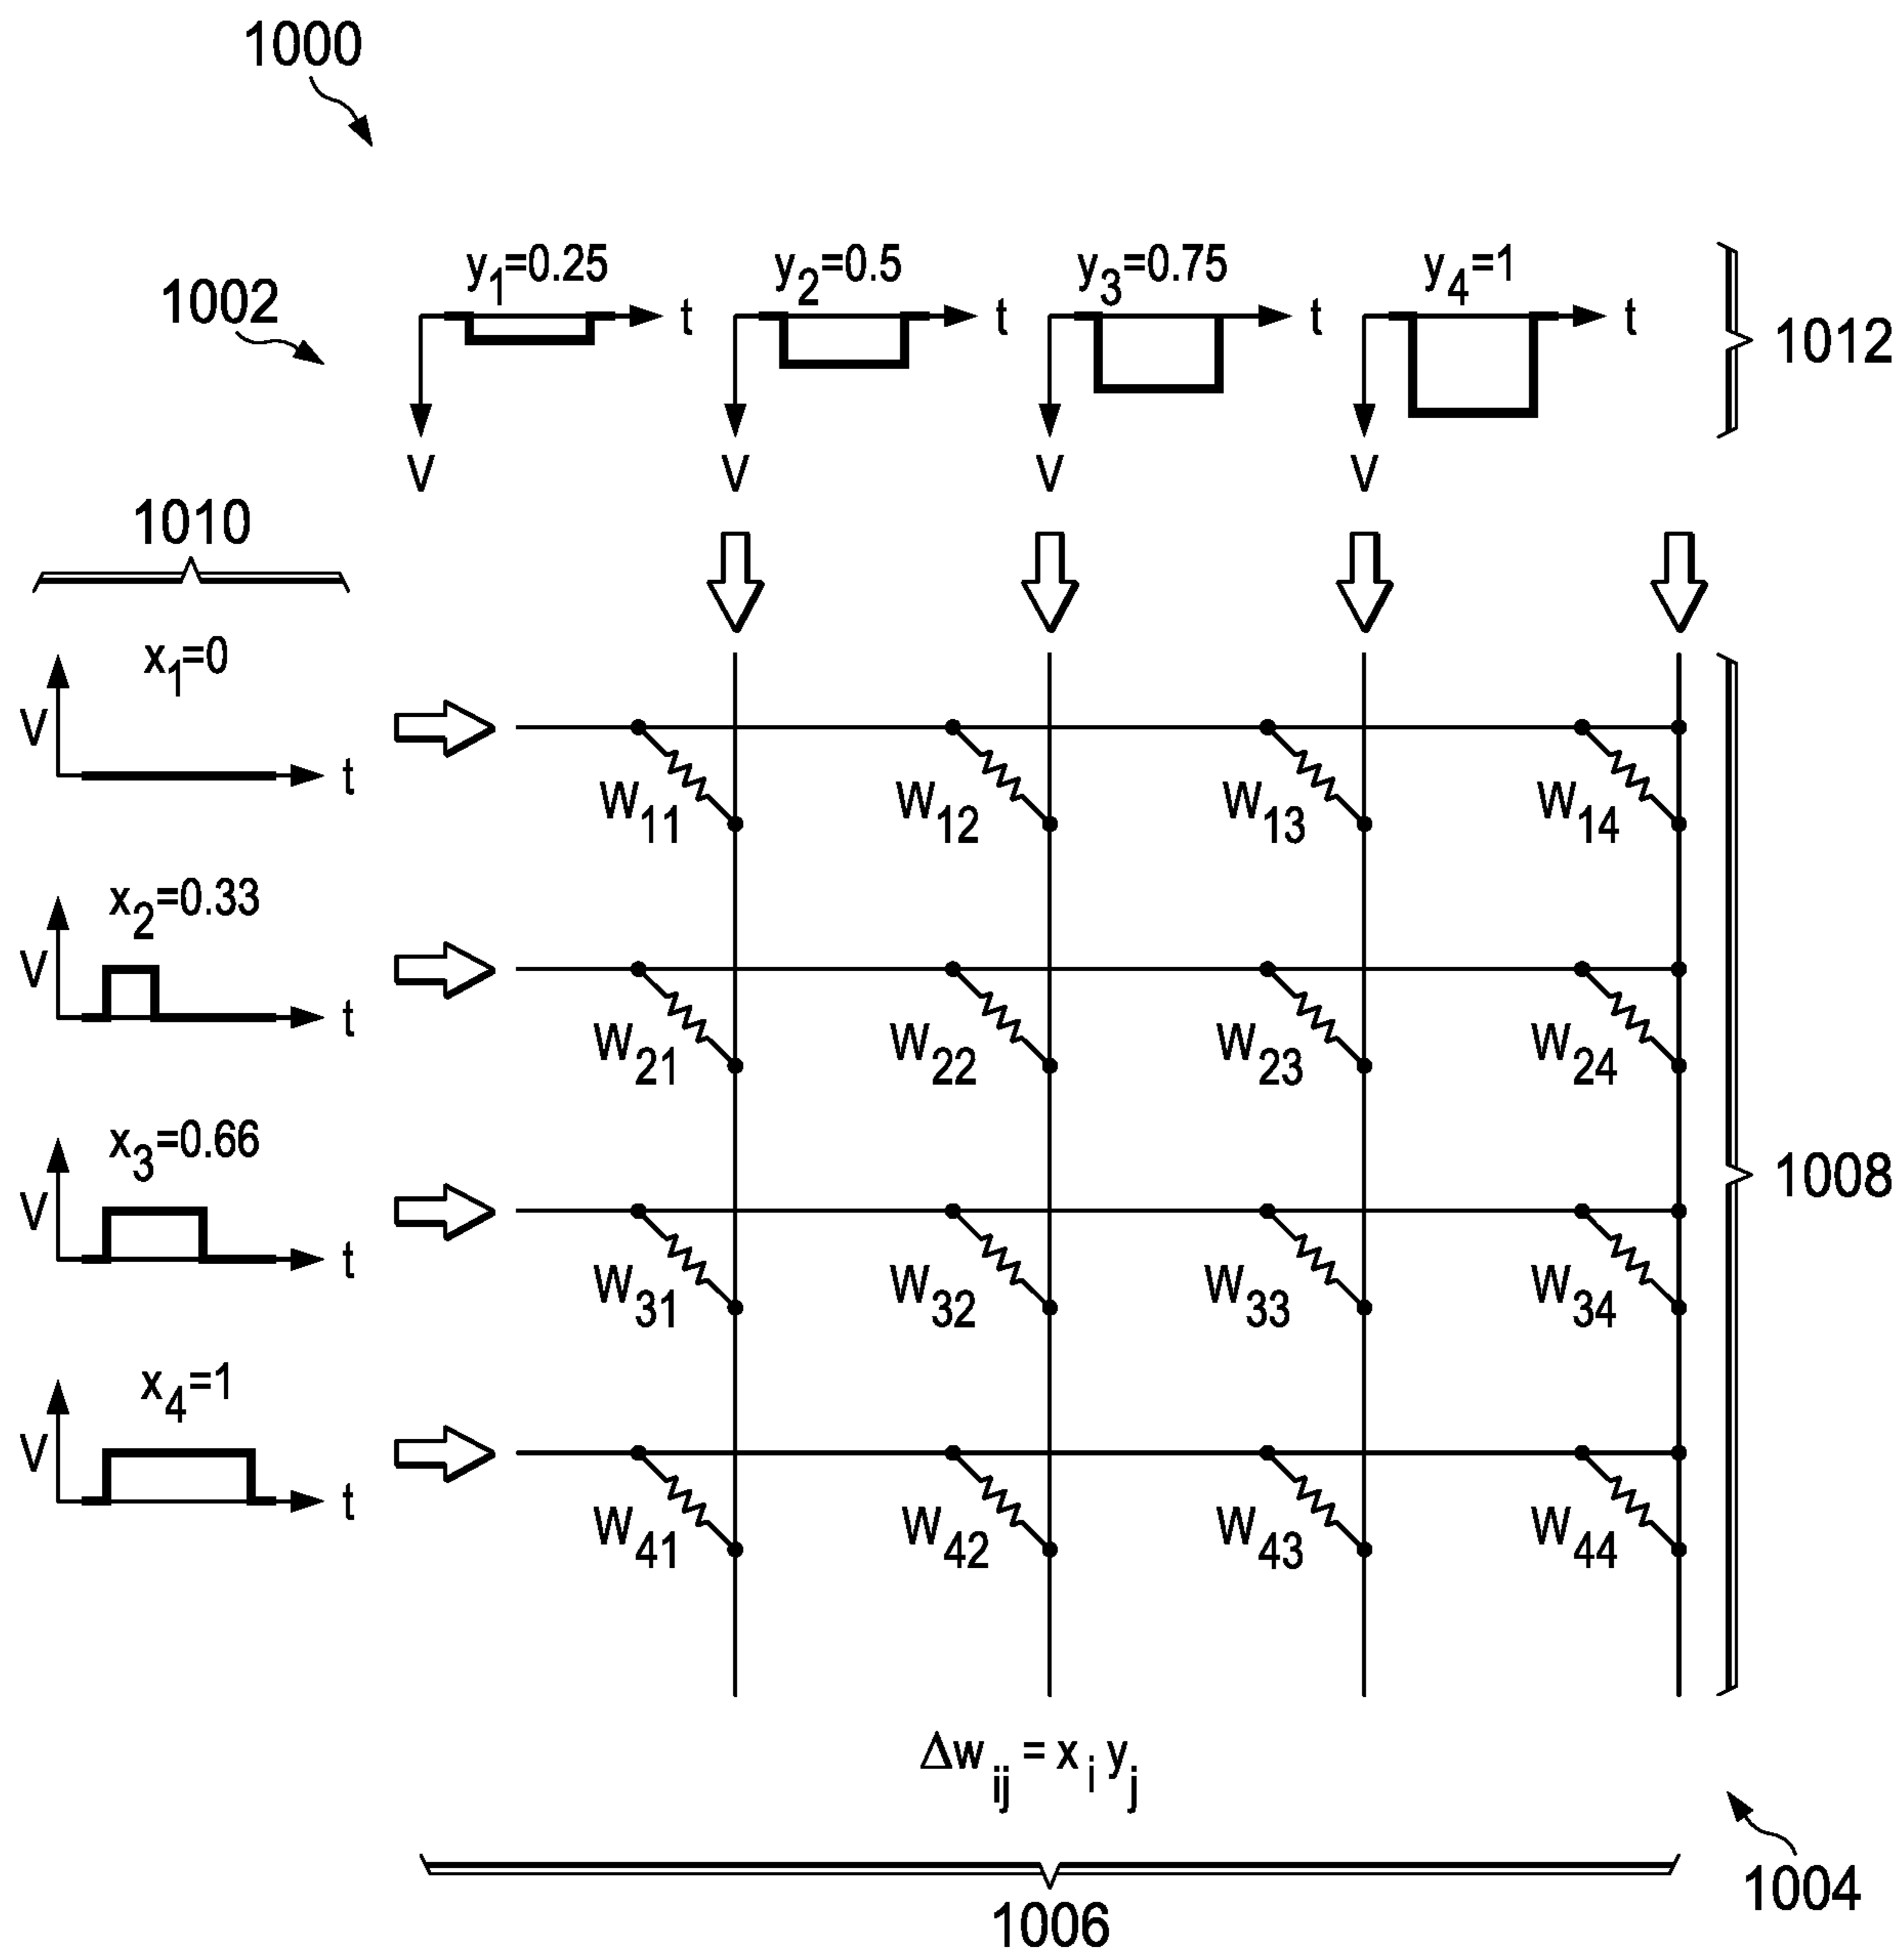 1000
1002
y1=0.25
y2=0.5
y3=0.75
y4=1
t
t
t
t
1012
V
V
V
V
1010
x1=0
V
t
W11
W12
W13
W14
x2=0.33
V
t
W21
W22
W23
W24
x3=0.66
V
t
W31
W32
W33
W34
1008
x4=1
V
t
W41
W42
W43
W44
Δwij = xi yj
1004
1006